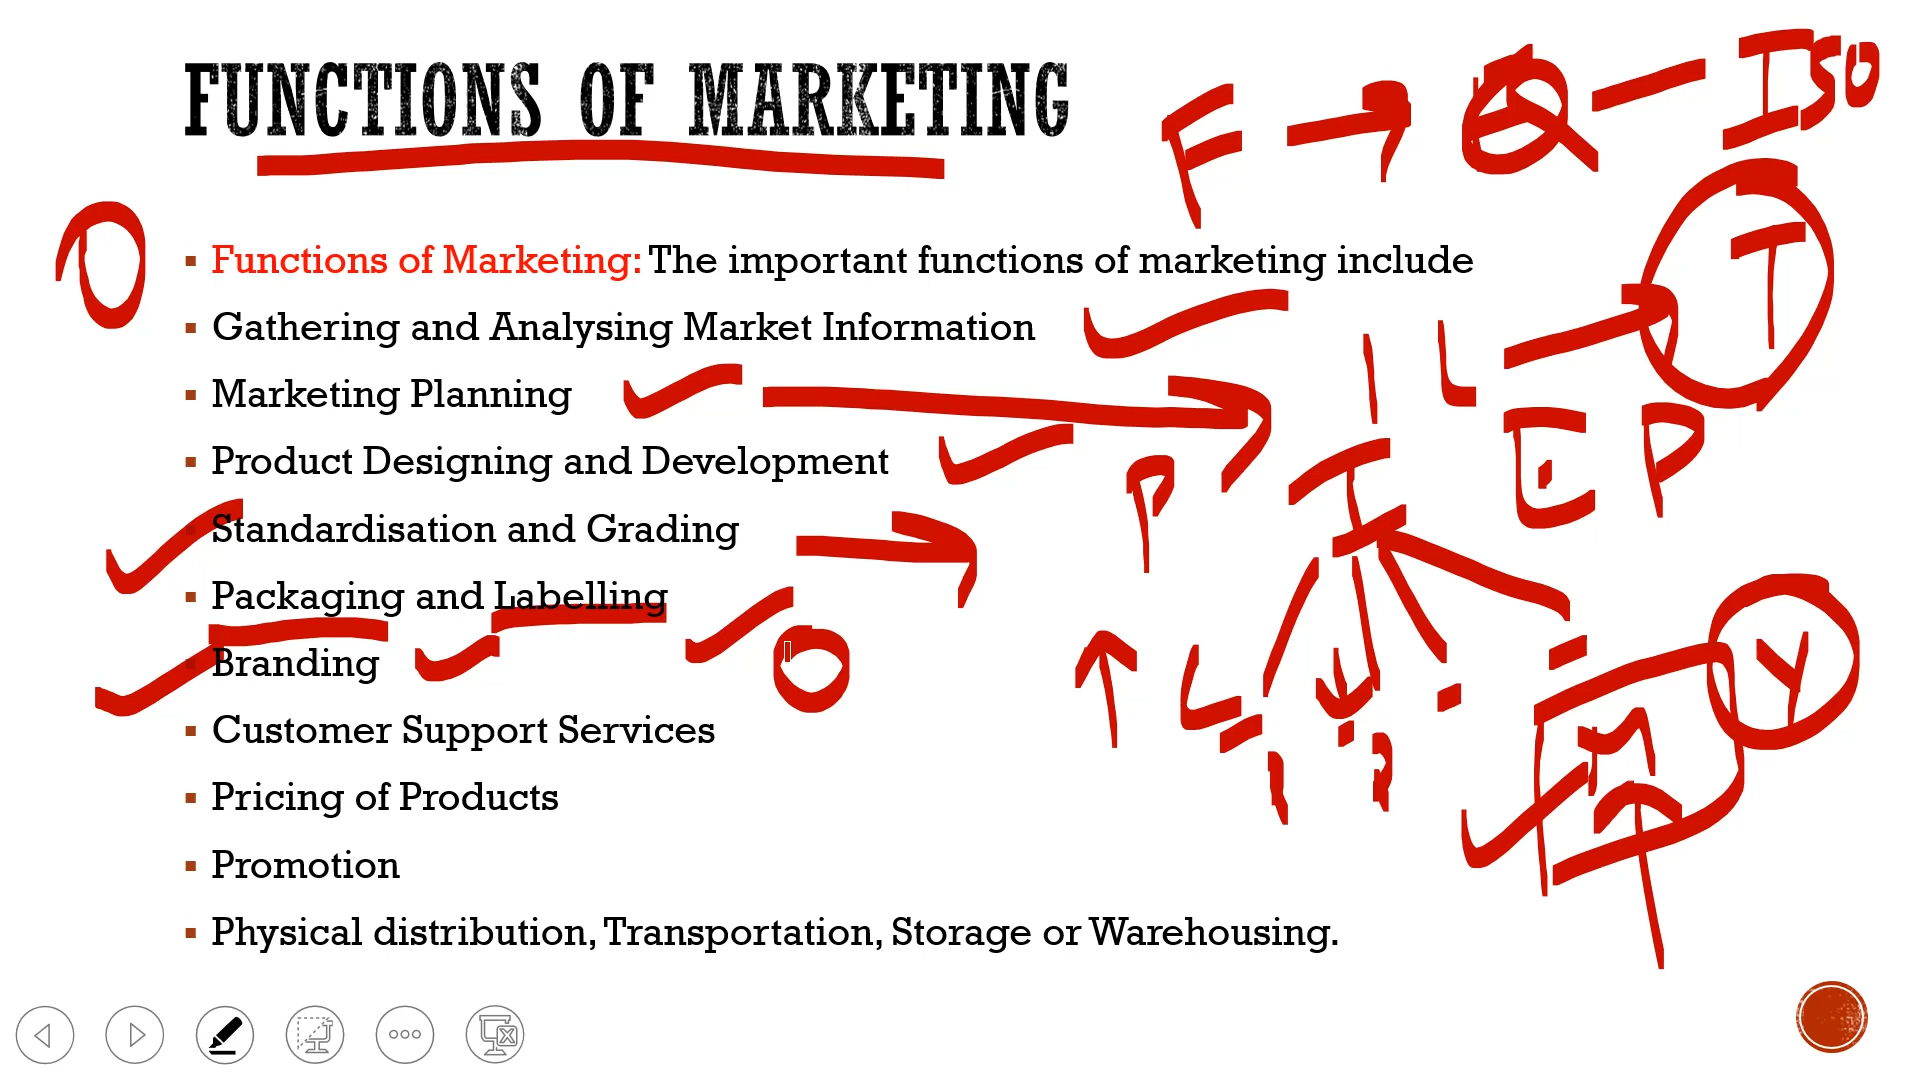 FUNCTIONS OF MARKETING
F → Q — ISO
Functions of Marketing: The important functions of marketing include
T
Gathering and Analysing Market Information
Marketing Planning
Product Designing and Development
Standardisation and Grading
Packaging and Labelling
Branding
Y
Customer Support Services
Pricing of Products
Promotion
Physical distribution, Transportation, Storage or Warehousing.